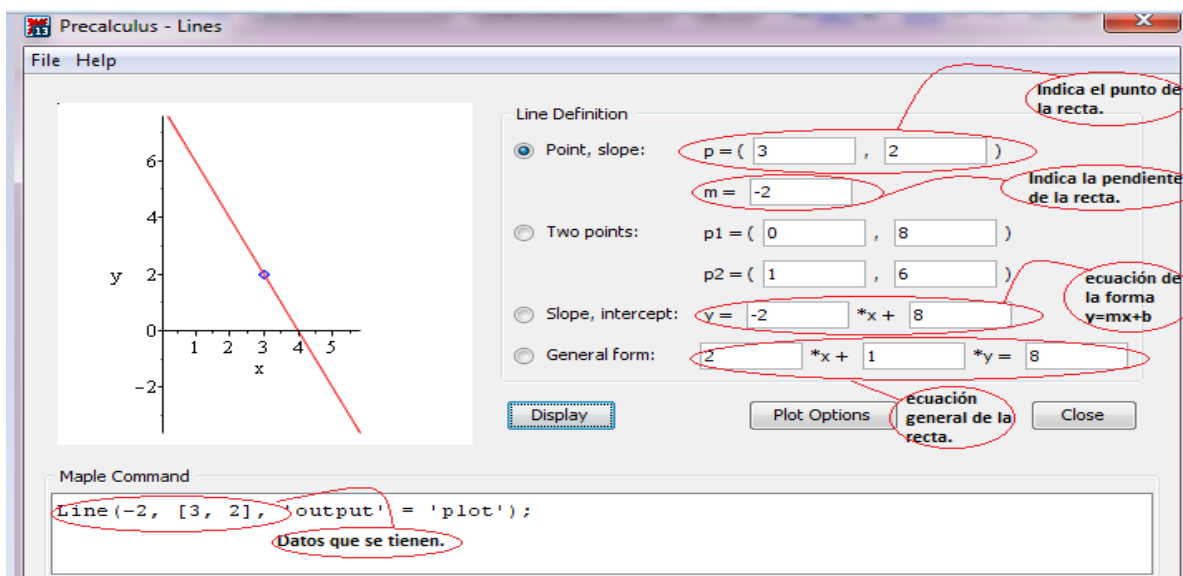 Precalculus - Lines
File Help
6
4
y 2
0
1 2 3 4 5
x
-2
Line Definition
Point, slope: p = ( 3 , 2 )
m = -2
Two points: p1 = ( 0 , 8 )
p2 = ( 1 , 6 )
Slope, intercept: y = -2 *x + 8
General form: 2 *x + 1 *y = 8
Display Plot Options Close
Indica el punto de
la recta.
Indica la pendiente
de la recta.
ecuación de
la forma
y=mx+b
ecuación
general de la
recta.
Maple Command
Line(-2, [3, 2], 'output' = 'plot');
Datos que se tienen.